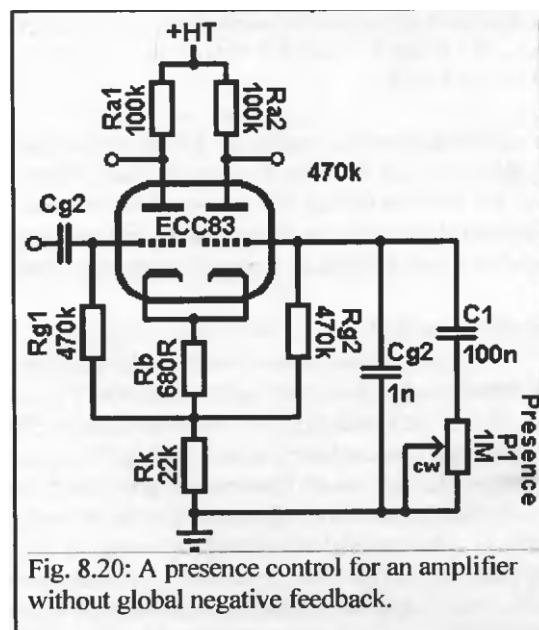 +HT
Ra1
100k
Ra2
100k
470k
Cg2
ECC83
Rg1
470k
Rb
680R
Rg2
470k
Cg2
1n
C1
100n
Rk
22k
cw
P1
1M
Presence
Fig. 8.20: A presence control for an amplifier
without global negative feedback.